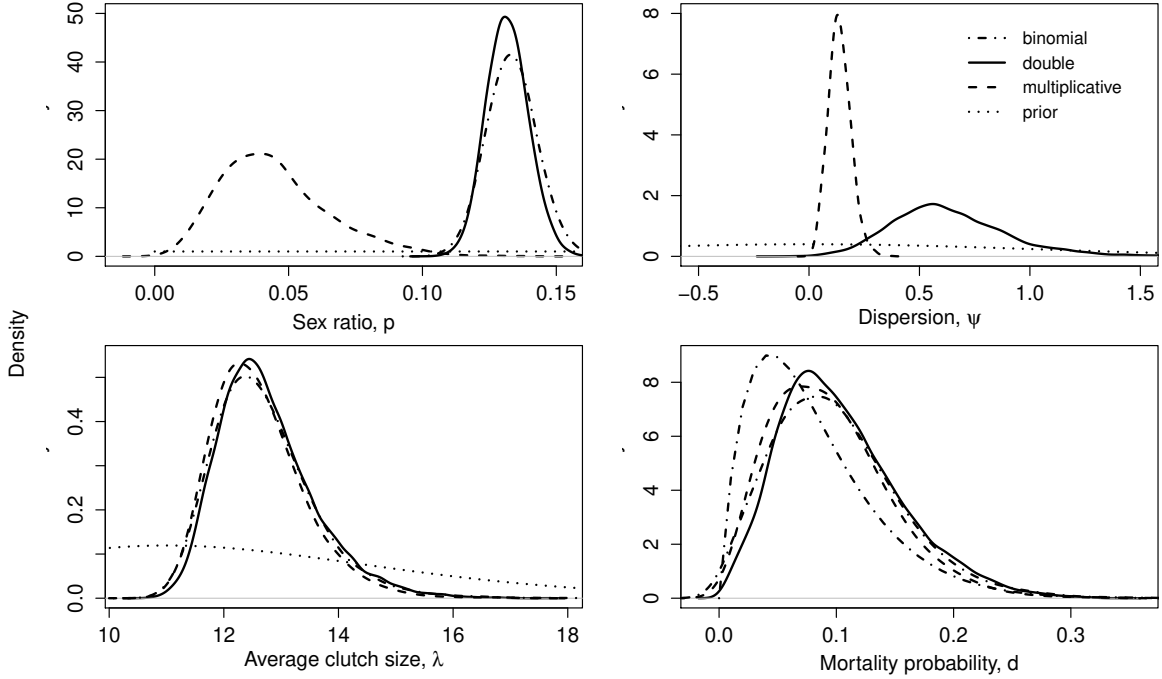 Density
50
40
30
20
10
0
0.00 0.05 0.10 0.15
Sex ratio, p
8
6
4
2
0
−0.5 0.0 0.5 1.0 1.5
Dispersion, ψ
binomial
double
multiplicative
prior
0.4
0.2
0.0
10 12 14 16 18
Average clutch size, λ
8
6
4
2
0
0.0 0.1 0.2 0.3
Mortality probability, d